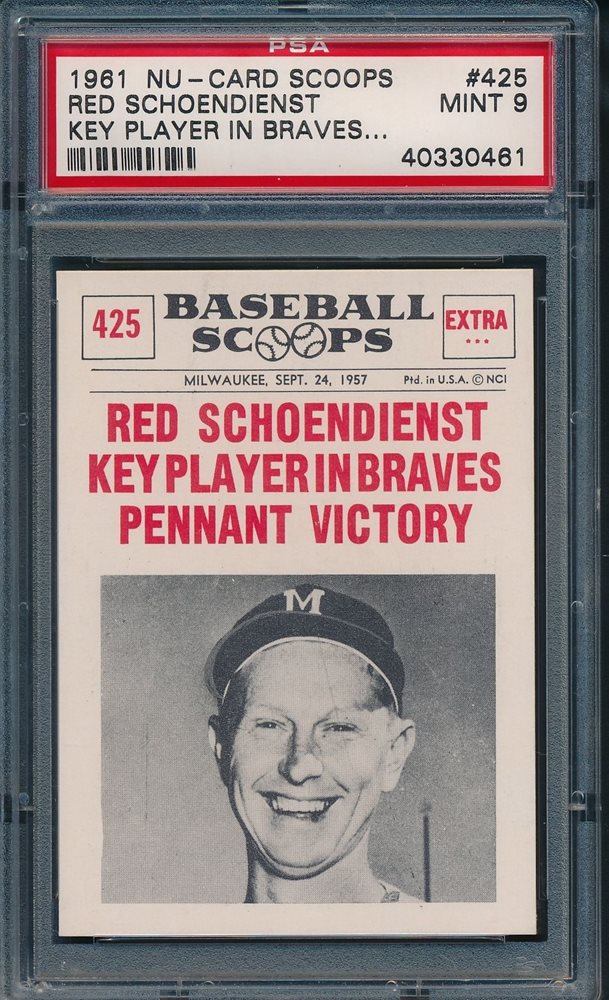 PSA
1961 NU-CARD SCOOPS #425
RED SCHOENDIENST MINT 9
KEY PLAYER IN BRAVES...
40330461
425 BASEBALL SCOOPS EXTRA
MILWAUKEE, SEPT. 24, 1957 Ptd. in U.S.A. © NCI
RED SCHOENDIENST
KEY PLAYER IN BRAVES
PENNANT VICTORY
M